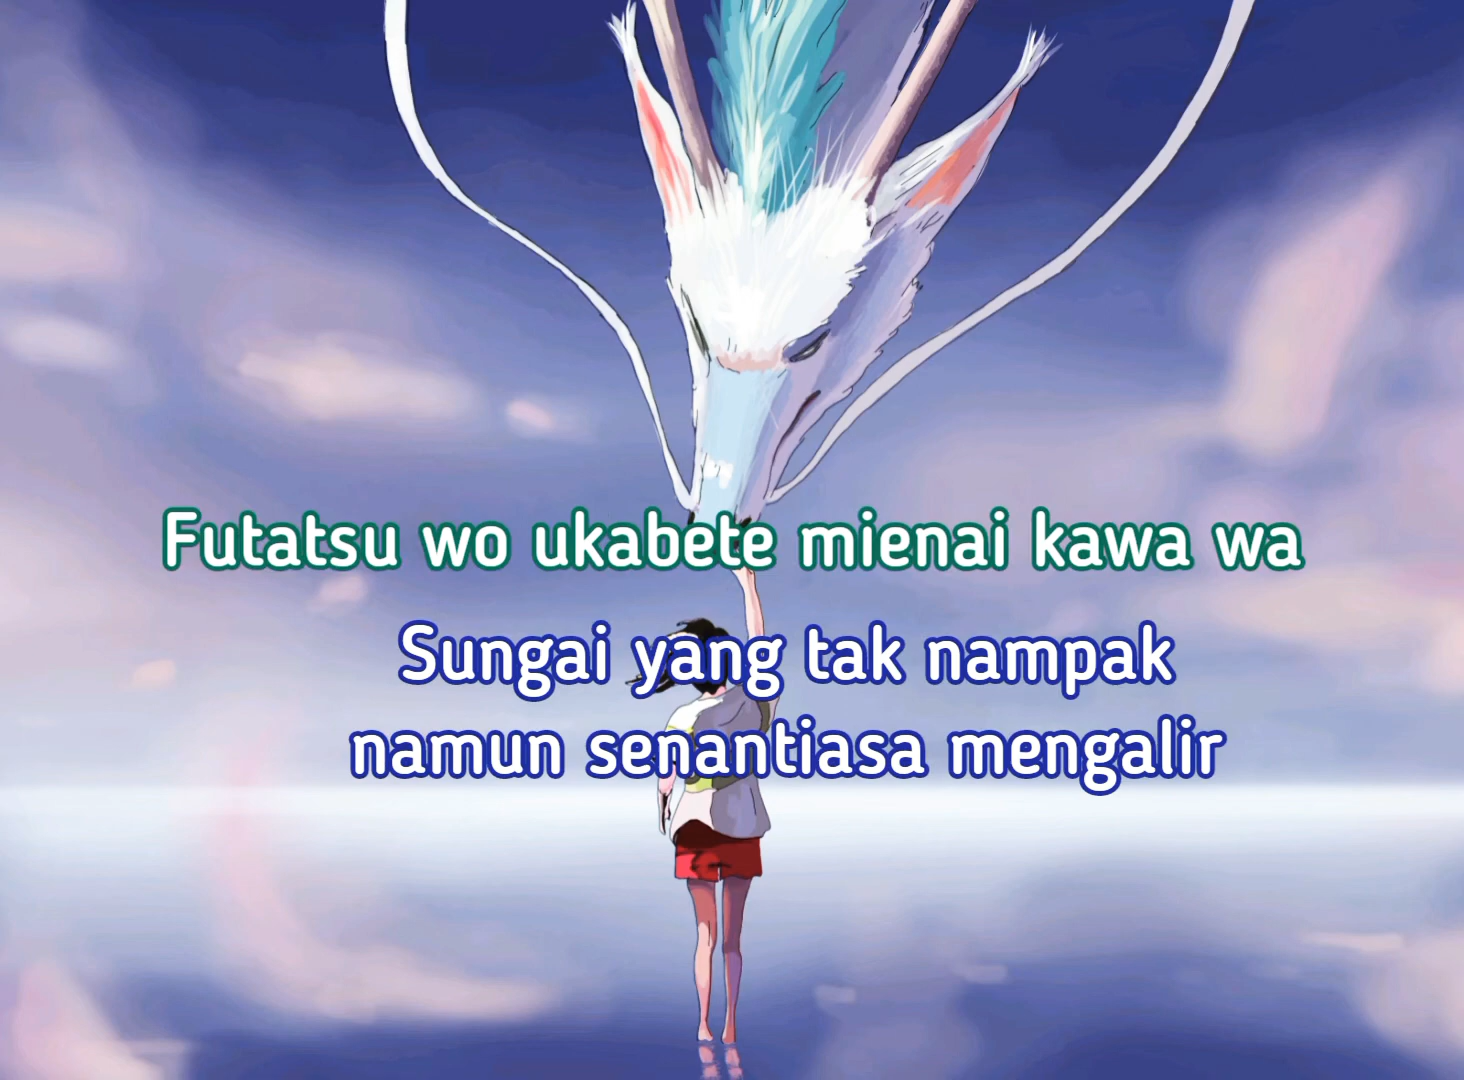 Futatsu wo ukabete mienai kawa wa
Sungai yang tak nampak
namun senantiasa mengalir